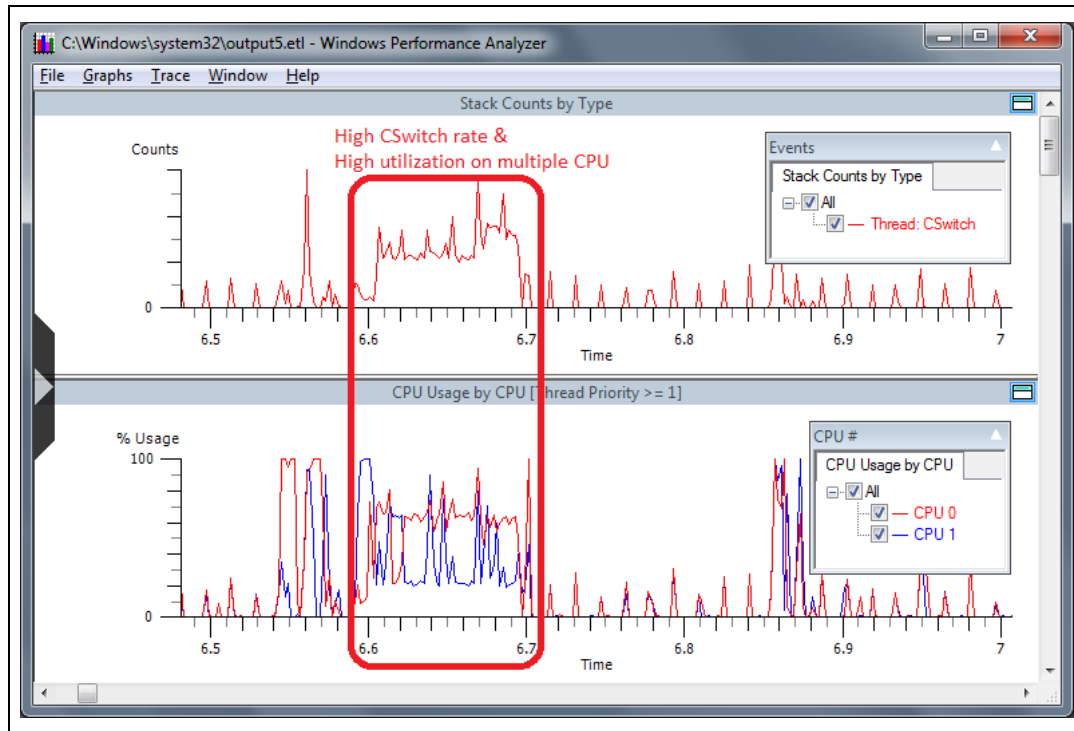 C:\Windows\system32\output5.etl - Windows Performance Analyzer
File Graphs Trace Window Help
Stack Counts by Type
High CSwitch rate &
High utilization on multiple CPU
Counts
Events
Stack Counts by Type
All
Thread: CSwitch
0
6.5 6.6 6.7 6.8 6.9 7
Time
CPU Usage by CPU [Thread Priority >= 1]
% Usage
100
CPU #
CPU Usage by CPU
All
CPU 0
CPU 1
0
6.5 6.6 6.7 6.8 6.9 7
Time